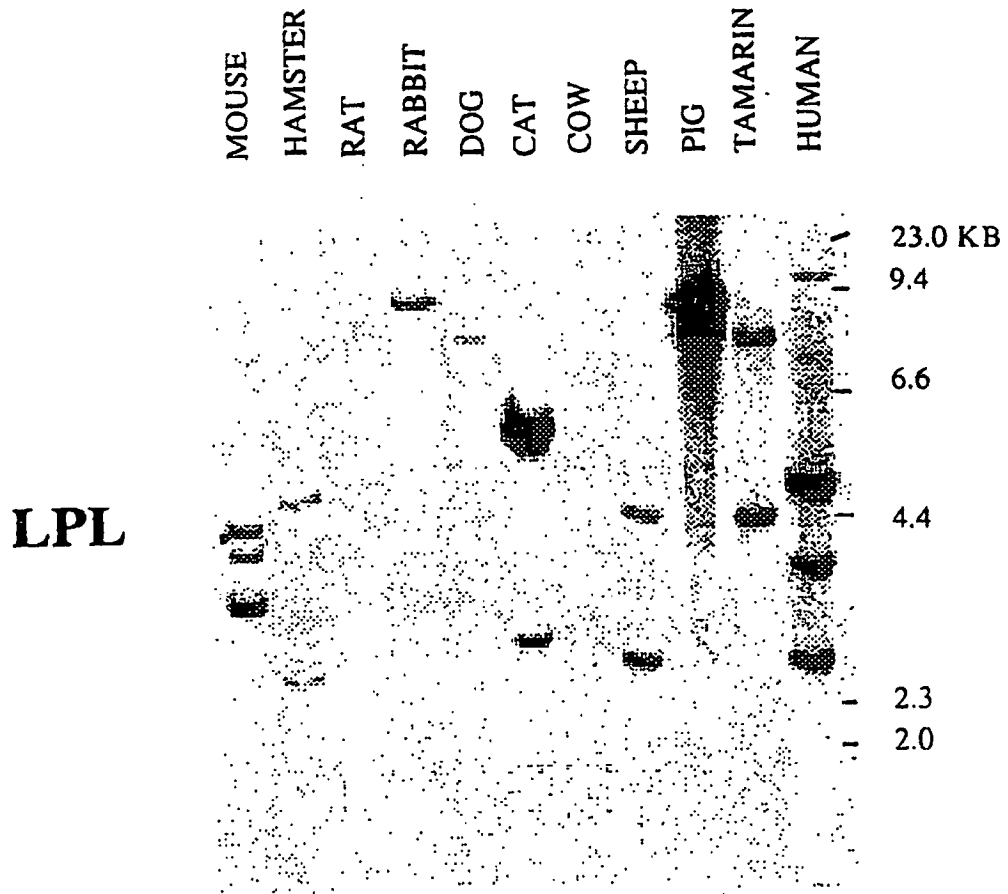 MOUSE
HAMSTER
RAT
RABBIT
DOG
CAT
COW
SHEEP
PIG
TAMARIN
HUMAN
23.0 KB
9.4
6.6
4.4
2.3
2.0
LPL